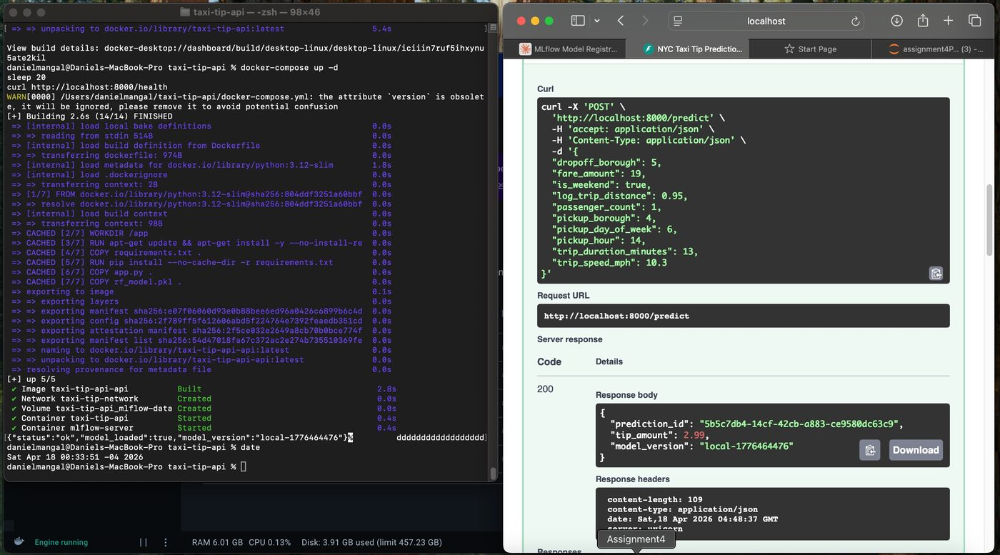 taxi-tip-api — -zsh — 98×46
[ => => unpacking to docker.io/library/taxi-tip-api:latest 5.4s ]
View build details: docker-desktop://dashboard/build/desktop-linux/desktop-linux/iciiin7ruf5ihxynu
5ate2kil
danielmangal@Daniels-MacBook-Pro taxi-tip-api % docker-compose up -d
sleep 20
curl http://localhost:8000/health
WARN[0000] /Users/danielmangal/taxi-tip-api/docker-compose.yml: the attribute `version` is obsolet
e, it will be ignored, please remove it to avoid potential confusion
[+] Building 2.6s (14/14) FINISHED
=> [internal] load local bake definitions 0.0s
=> => reading from stdin 514B 0.0s
=> [internal] load build definition from Dockerfile 0.0s
=> => transferring dockerfile: 974B 0.0s
=> [internal] load metadata for docker.io/library/python:3.12-slim 1.8s
=> [internal] load .dockerignore 0.0s
=> => transferring context: 2B 0.0s
=> [1/7] FROM docker.io/library/python:3.12-slim@sha256:804ddf3251a60bbf 0.0s
=> => resolve docker.io/library/python:3.12-slim@sha256:804ddf3251a60bbf 0.0s
=> [internal] load build context 0.0s
=> => transferring context: 98B 0.0s
=> CACHED [2/7] WORKDIR /app 0.0s
=> CACHED [3/7] RUN apt-get update && apt-get install -y --no-install-re 0.0s
=> CACHED [4/7] COPY requirements.txt . 0.0s
=> CACHED [5/7] RUN pip install --no-cache-dir -r requirements.txt 0.0s
=> CACHED [6/7] COPY app.py . 0.0s
=> CACHED [7/7] COPY rf_model.pkl . 0.0s
=> exporting to image 0.1s
=> => exporting layers 0.0s
=> => exporting manifest sha256:e07f06060d93e0b88bee6ed96a0426c6899b6c4d 0.0s
=> => exporting config sha256:2f789ff5f612606abd5f224764e7392feaedb351cd 0.0s
=> => exporting attestation manifest sha256:2f5ce032e2649a8cb70b0bce774f 0.0s
=> => exporting manifest list sha256:54d47018fa67c372ac2e274b735510369fe 0.0s
=> => naming to docker.io/library/taxi-tip-api-api:latest 0.0s
=> => unpacking to docker.io/library/taxi-tip-api-api:latest 0.0s
=> resolving provenance for metadata file 0.0s
[+] up 5/5
✔ Image taxi-tip-api-api Built 2.8s
✔ Network taxi-tip-network Created 0.0s
✔ Volume taxi-tip-api_mlflow-data Created 0.0s
✔ Container taxi-tip-api Started 0.4s
✔ Container mlflow-server Started 0.4s
[{"status":"ok","model_loaded":true,"model_version":"local-1776464476"}% dddddddddddddddddd]
danielmangal@Daniels-MacBook-Pro taxi-tip-api % date
Sat Apr 18 00:33:51 -04 2026
danielmangal@Daniels-MacBook-Pro taxi-tip-api %
Engine running
RAM 6.01 GB CPU 0.13% Disk: 3.91 GB used (limit 457.23 GB)
localhost
MLflow Model Registr...
NYC Taxi Tip Predictio...
Start Page
assignment4P... (3) -...
Curl
curl -X 'POST' \
'http://localhost:8000/predict' \
-H 'accept: application/json' \
-H 'Content-Type: application/json' \
-d '{
"dropoff_borough": 5,
"fare_amount": 19,
"is_weekend": true,
"log_trip_distance": 0.95,
"passenger_count": 1,
"pickup_borough": 4,
"pickup_day_of_week": 6,
"pickup_hour": 14,
"trip_duration_minutes": 13,
"trip_speed_mph": 10.3
}'
Request URL
http://localhost:8000/predict
Server response
Code Details
200
Response body
{
"prediction_id": "5b5c7db4-14cf-42cb-a883-ce9580dc63c9",
"tip_amount": 2.99,
"model_version": "local-1776464476"
}
Download
Response headers
content-length: 109
content-type: application/json
date: Sat,18 Apr 2026 04:48:37 GMT
server: uvicorn
Assignment4
Responses